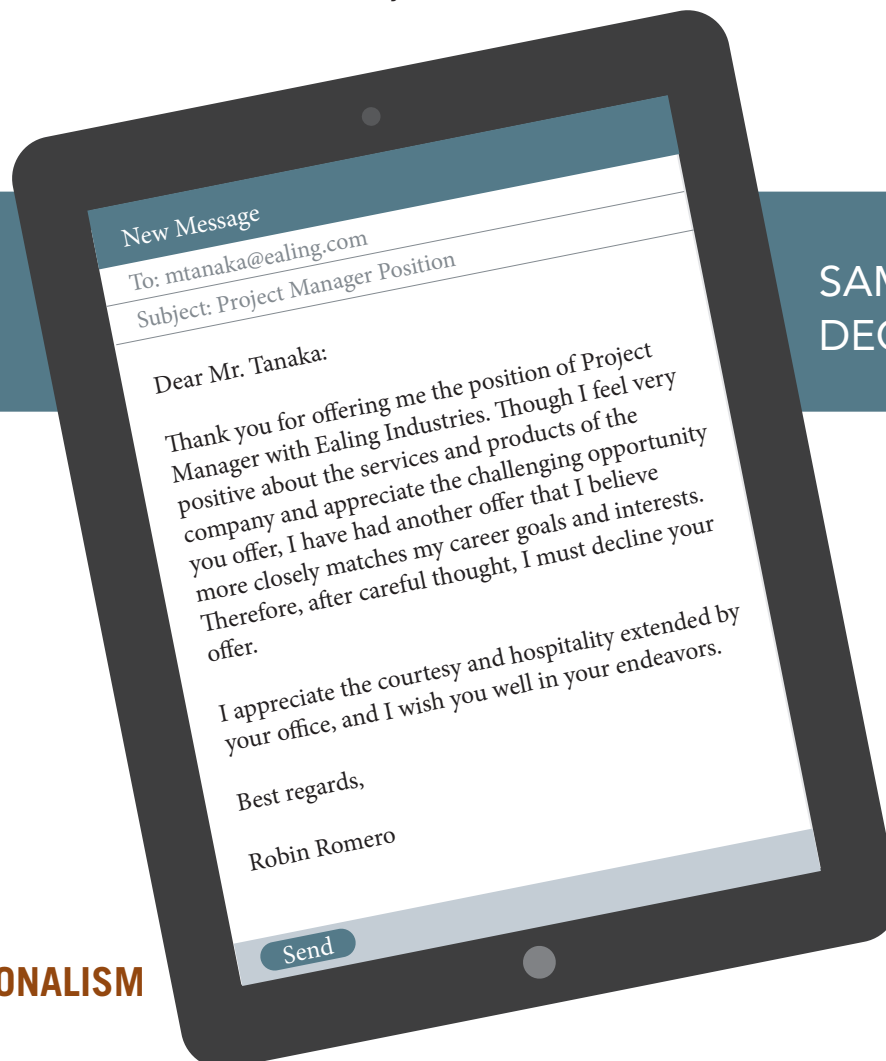 New Message
To: mtanaka@ealing.com
Subject: Project Manager Position
Dear Mr. Tanaka:
Thank you for offering me the position of Project
Manager with Ealing Industries. Though I feel very
positive about the services and products of the
company and appreciate the challenging opportunity
you offer, I have had another offer that I believe
more closely matches my career goals and interests.
Therefore, after careful thought, I must decline your
offer.
I appreciate the courtesy and hospitality extended by
your office, and I wish you well in your endeavors.
Best regards,
Robin Romero
Send
SAM
DEC
ONALISM